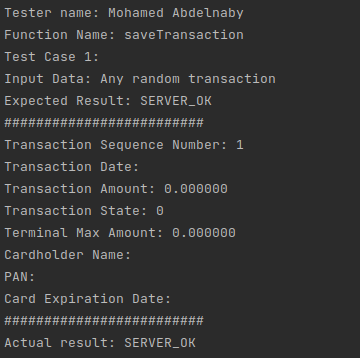 Tester name: Mohamed Abdelnaby
Function Name: saveTransaction
Test Case 1:
Input Data: Any random transaction
Expected Result: SERVER_OK
#########################
Transaction Sequence Number: 1
Transaction Date:
Transaction Amount: 0.000000
Transaction State: 0
Terminal Max Amount: 0.000000
Cardholder Name:
PAN:
Card Expiration Date:
#########################
Actual result: SERVER_OK